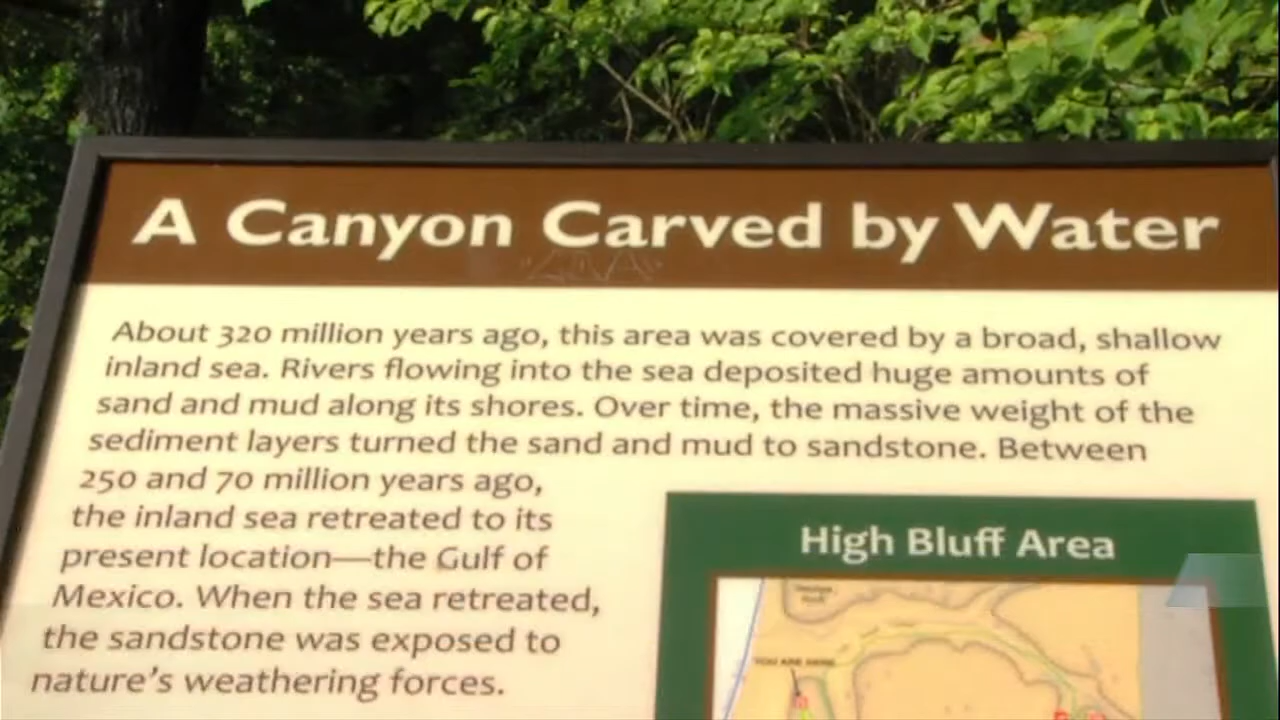 A Canyon Carved by Water
About 320 million years ago, this area was covered by a broad, shallow
inland sea. Rivers flowing into the sea deposited huge amounts of
sand and mud along its shores. Over time, the massive weight of the
sediment layers turned the sand and mud to sandstone. Between
250 and 70 million years ago,
the inland sea retreated to its
present location—the Gulf of
Mexico. When the sea retreated,
the sandstone was exposed to
nature's weathering forces.
High Bluff Area
YOU ARE HERE